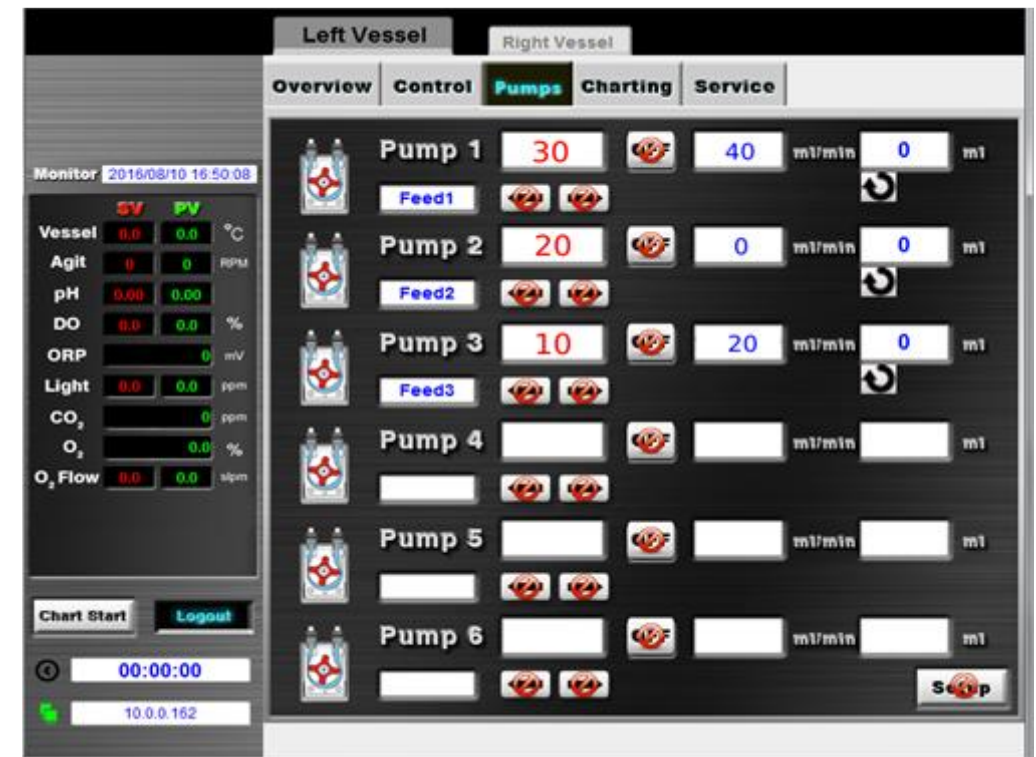 Left Vessel Right Vessel
Overview Control Pumps Charting Service
Monitor 2016/08/10 16:50:08
SV PV
Vessel 0.0 0.0 °C
Agit 0 0 RPM
pH 0.00 0.00
DO 0.0 0.0 %
ORP 0 mV
Light 0.0 0.0 ppm
CO₂ 0 ppm
O₂ 0.0 %
O₂ Flow 0.0 0.0 slpm
Chart Start Logout
00:00:00
10.0.0.162
Pump 1 30 40 ml/min 0 ml
Feed1
Pump 2 20 0 ml/min 0 ml
Feed2
Pump 3 10 20 ml/min 0 ml
Feed3
Pump 4 ml/min ml
Pump 5 ml/min ml
Pump 6 ml/min ml